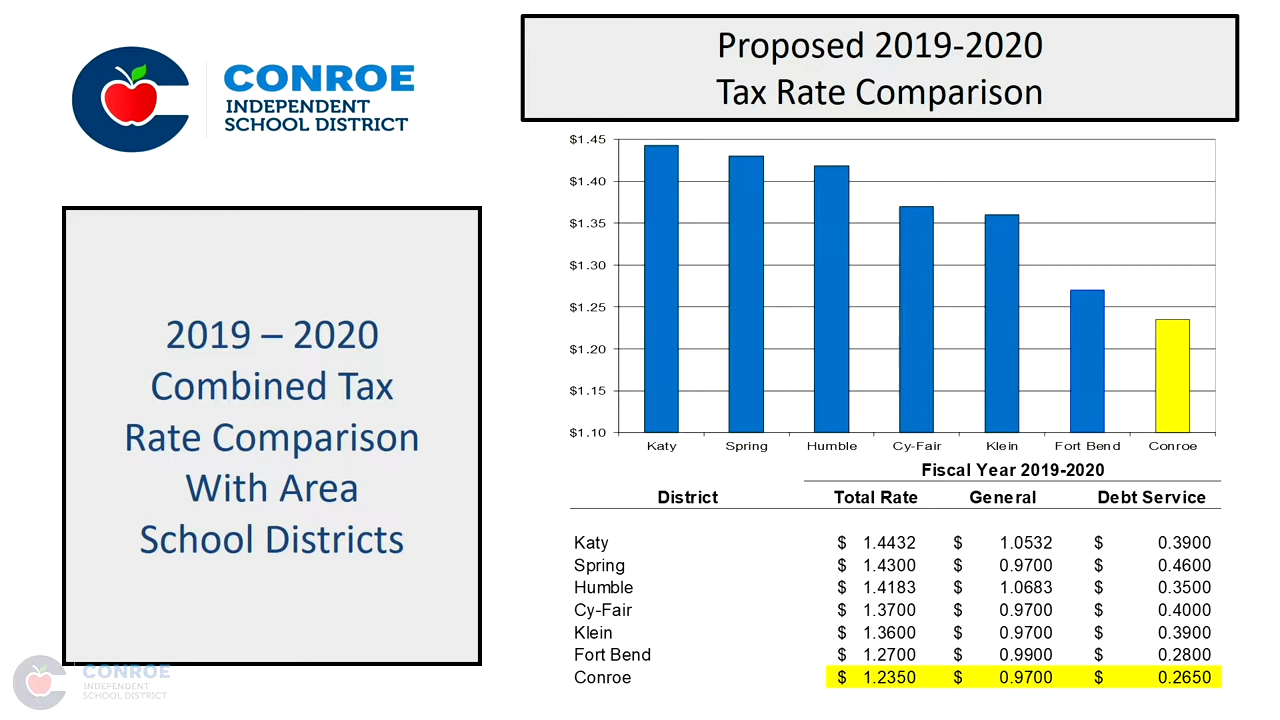 CONROE
INDEPENDENT
SCHOOL DISTRICT
2019 – 2020
Combined Tax
Rate Comparison
With Area
School Districts
Proposed 2019-2020
Tax Rate Comparison
$1.45
$1.40
$1.35
$1.30
$1.25
$1.20
$1.15
$1.10
Katy Spring Humble Cy-Fair Klein Fort Bend Conroe
Fiscal Year 2019-2020
District Total Rate General Debt Service
Katy $ 1.4432 $ 1.0532 $ 0.3900
Spring $ 1.4300 $ 0.9700 $ 0.4600
Humble $ 1.4183 $ 1.0683 $ 0.3500
Cy-Fair $ 1.3700 $ 0.9700 $ 0.4000
Klein $ 1.3600 $ 0.9700 $ 0.3900
Fort Bend $ 1.2700 $ 0.9900 $ 0.2800
Conroe $ 1.2350 $ 0.9700 $ 0.2650
CONROE
INDEPENDENT
SCHOOL DISTRICT